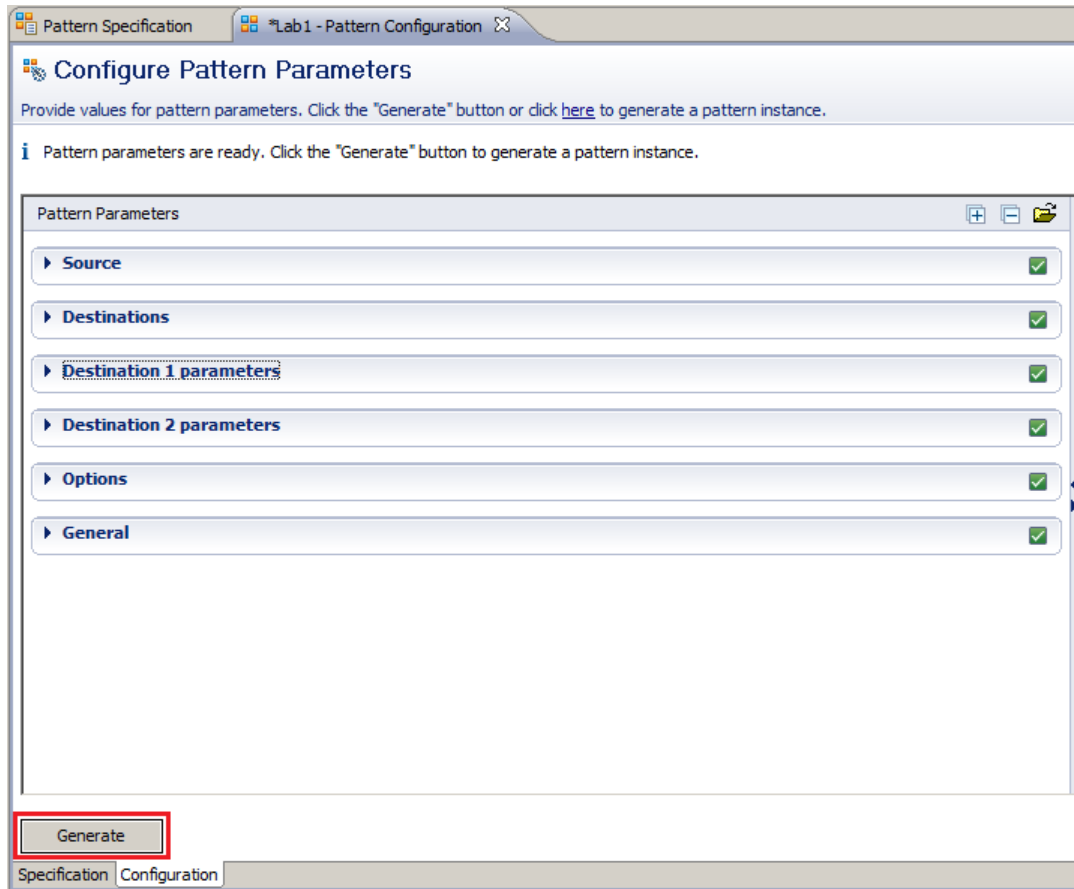 Pattern Specification *Lab1 - Pattern Configuration
Configure Pattern Parameters
Provide values for pattern parameters. Click the "Generate" button or click here to generate a pattern instance.
i Pattern parameters are ready. Click the "Generate" button to generate a pattern instance.
Pattern Parameters
Source
Destinations
Destination 1 parameters
Destination 2 parameters
Options
General
Generate
Specification Configuration